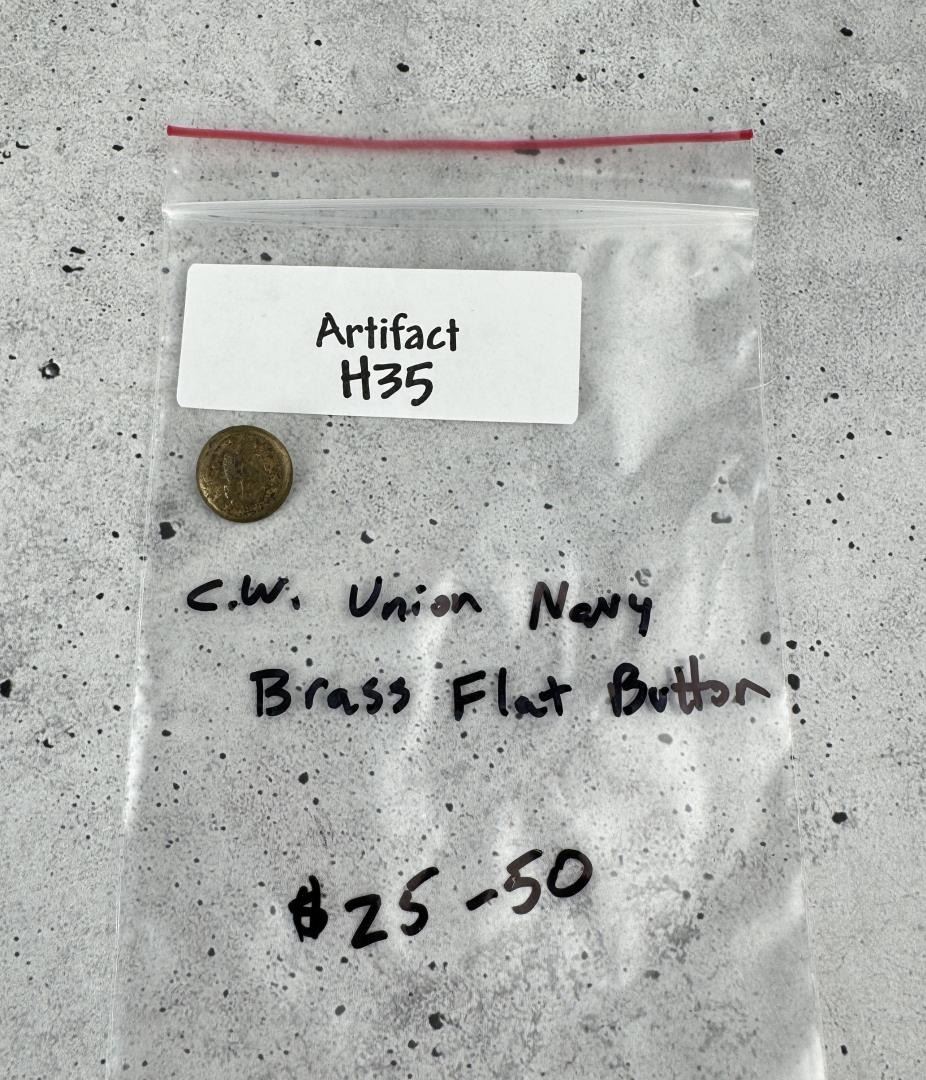 Artifact
H35
C.W. Union Navy
Brass Flat Button
$25-50